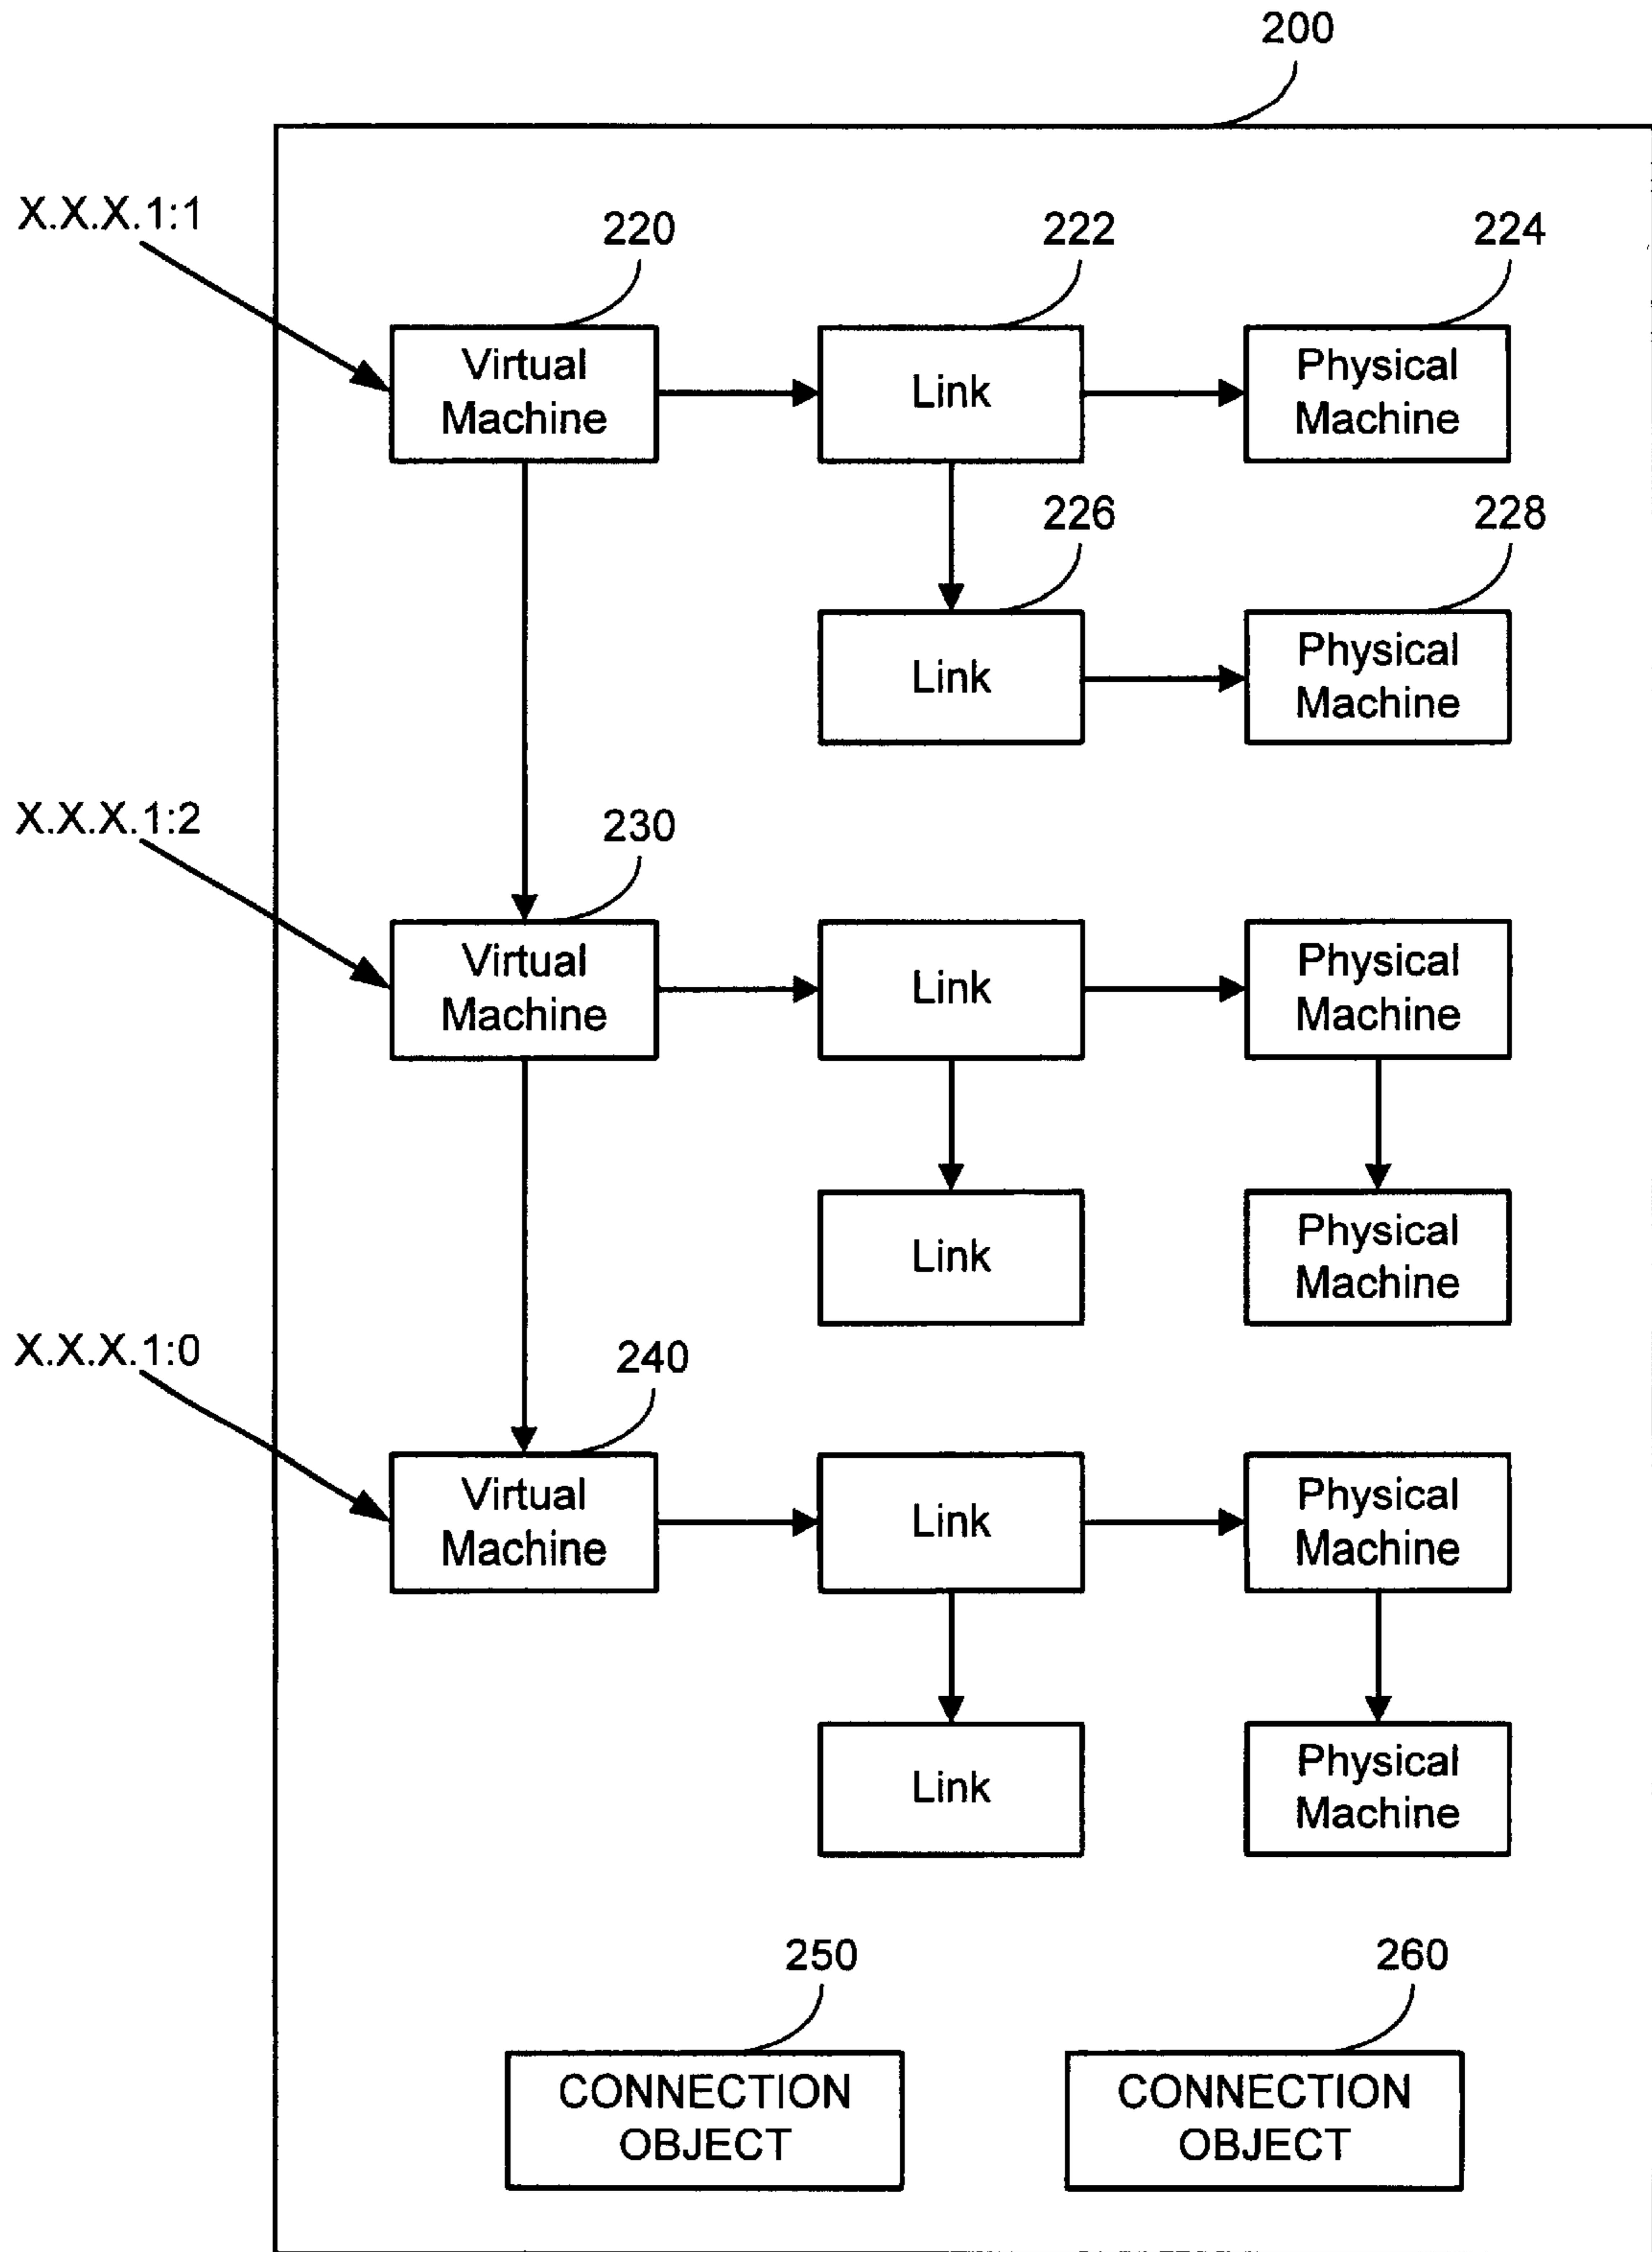 200
X.X.X.1:1
220
222
224
Virtual
Machine
Link
Physical
Machine
226
228
Link
Physical
Machine
X.X.X.1:2
230
Virtual
Machine
Link
Physical
Machine
Link
Physical
Machine
X.X.X.1:0
240
Virtual
Machine
Link
Physical
Machine
Link
Physical
Machine
250
260
CONNECTION
OBJECT
CONNECTION
OBJECT